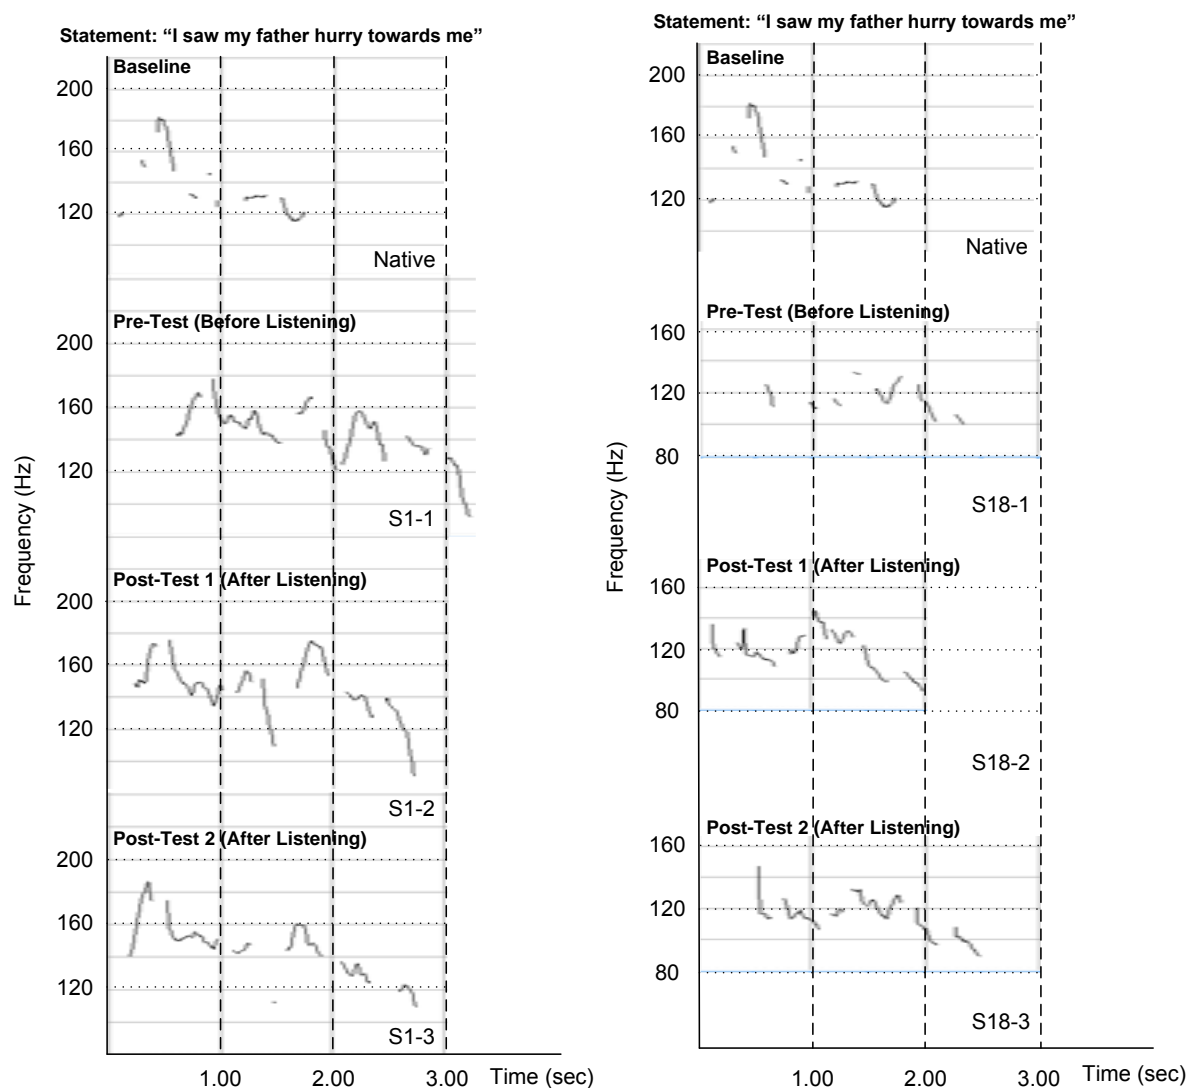 Statement: “I saw my father hurry towards me”
Baseline
200
160
120
Native
Pre-Test (Before Listening)
200
160
120
S1-1
Post-Test 1 (After Listening)
200
160
120
S1-2
Post-Test 2 (After Listening)
200
160
120
S1-3
Frequency (Hz)
1.00 2.00 3.00 Time (sec)
Statement: “I saw my father hurry towards me”
Baseline
200
160
120
Native
Pre-Test (Before Listening)
160
120
80
S18-1
Post-Test 1 (After Listening)
160
120
80
S18-2
Post-Test 2 (After Listening)
160
120
80
S18-3
Frequency (Hz)
1.00 2.00 3.00 Time (sec)